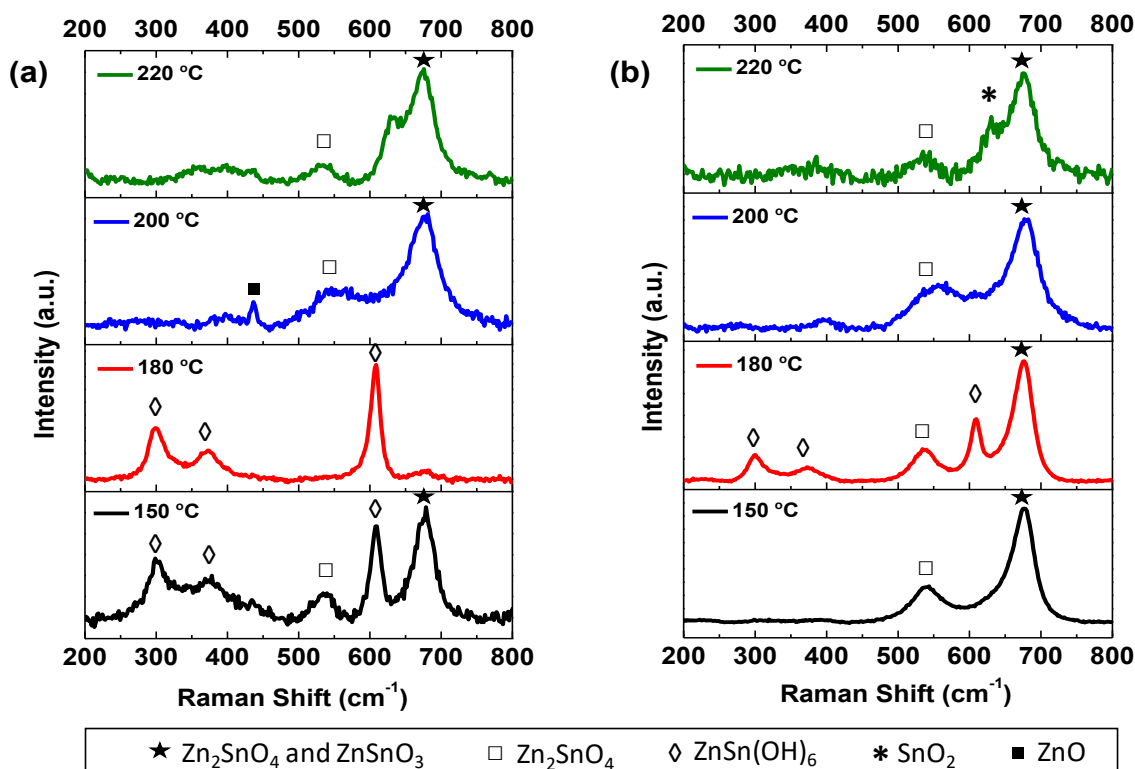 200 300 400 500 600 700 800
(a)
220 °C
200 °C
180 °C
150 °C
Intensity (a.u.)
200 300 400 500 600 700 800
Raman Shift (cm⁻¹)
200 300 400 500 600 700 800
(b)
220 °C
*
200 °C
180 °C
150 °C
Intensity (a.u.)
200 300 400 500 600 700 800
Raman Shift (cm⁻¹)
★ Zn₂SnO₄ and ZnSnO₃ □ Zn₂SnO₄ ◊ ZnSn(OH)₆ * SnO₂ ■ ZnO